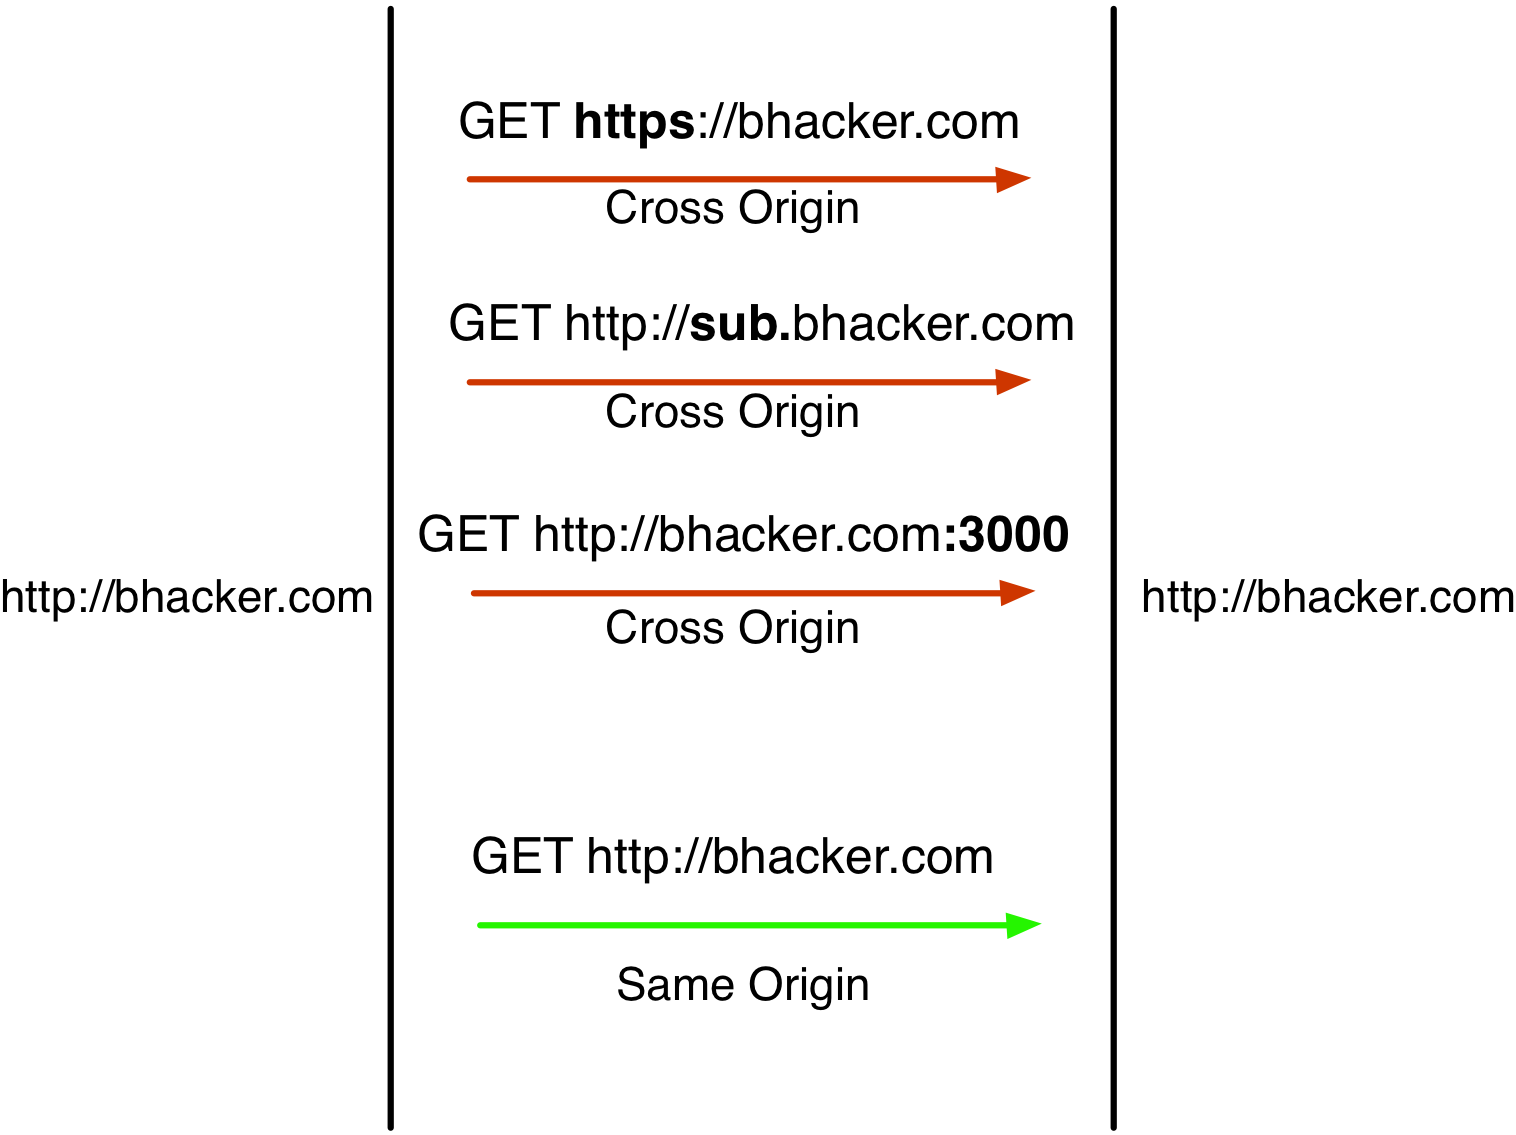 GET https://bhacker.com
Cross Origin
GET http://sub.bhacker.com
Cross Origin
GET http://bhacker.com:3000
http://bhacker.com
http://bhacker.com
Cross Origin
GET http://bhacker.com
Same Origin